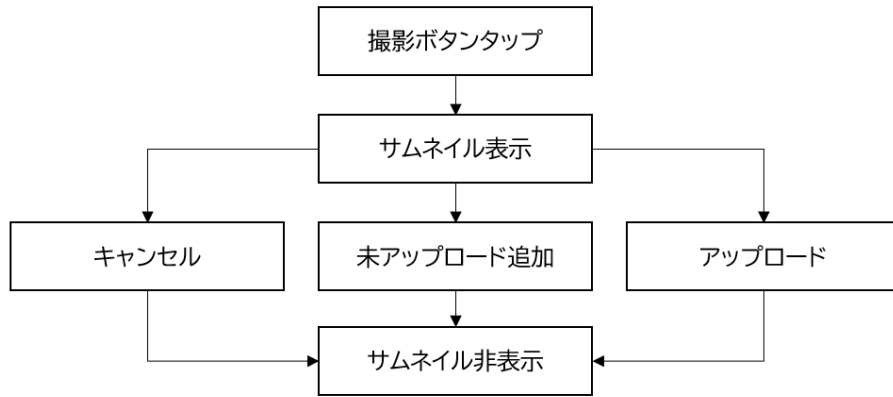 撮影ボタンタップ
サムネイル表示
キャンセル
未アップロード追加
アップロード
サムネイル非表示